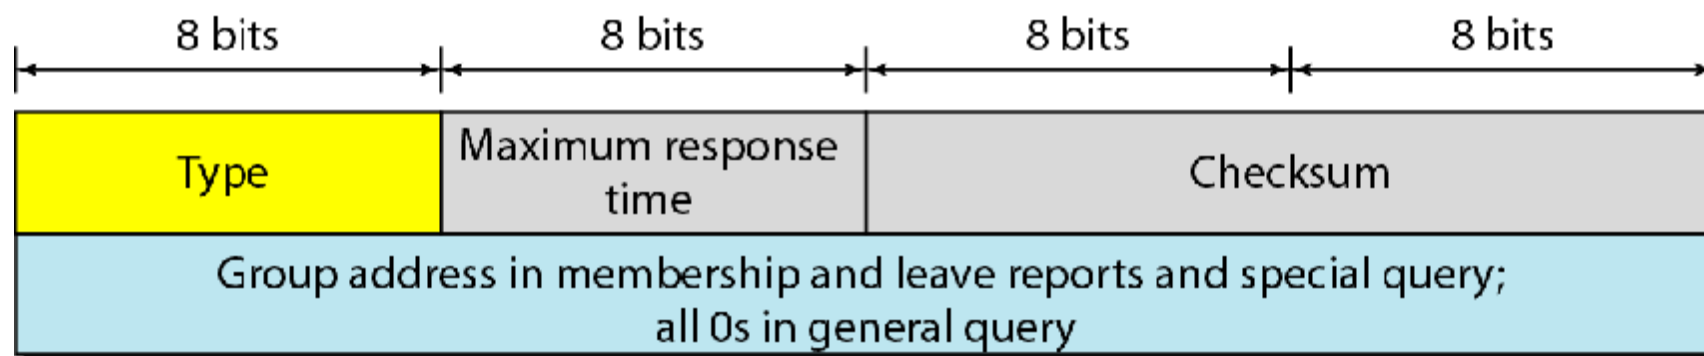 8 bits 8 bits 8 bits 8 bits
Type
Maximum response
time
Checksum
Group address in membership and leave reports and special query;
all 0s in general query